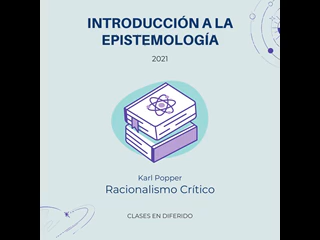 INTRODUCCIÓN A LA
EPISTEMOLOGÍA
2021
Karl Popper
Racionalismo Crítico
CLASES EN DIFERIDO